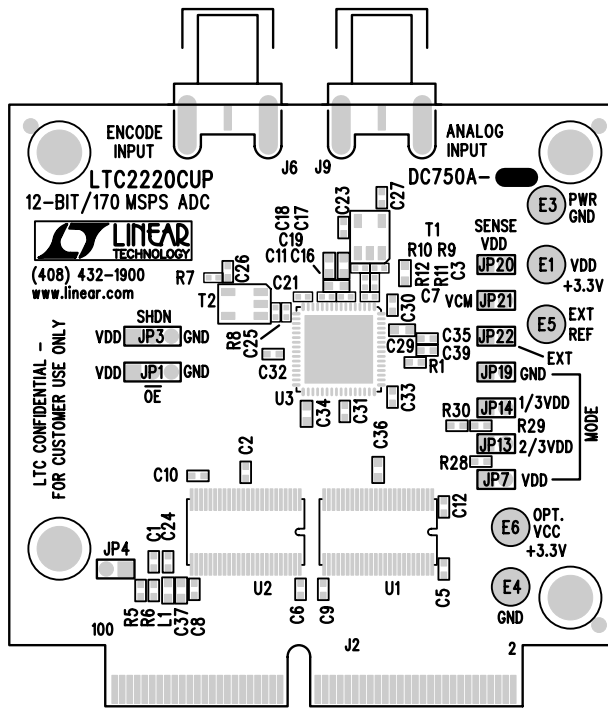 ENCODE
INPUT
J6
J9
ANALOG
INPUT
LTC2220CUP
12-BIT/170 MSPS ADC
DC750A-
LINEAR
TECHNOLOGY
(408) 432-1900
www.linear.com
E3
PWR
GND
C27
C23
C18 C17
C19
C11 C16
T1
R10 R9
R12
R11
C3
C7
SENSE
VDD
JP20
E1
VDD
+3.3V
R7
C26
T2
C21
C30
VCM
JP21
E5
EXT
REF
SHDN
VDD
JP3
GND
R8
C25
C29
C35
C39
JP22
EXT
C32
R1
VDD
JP1
GND
OE
JP19
GND
U3
C34
C31
C33
JP14
1/3VDD
R30
R29
JP13
2/3VDD
MODE
LTC CONFIDENTIAL -
FOR CUSTOMER USE ONLY
C2
C36
R28
C10
JP7
VDD
C12
E6
OPT.
VCC
+3.3V
JP4
C1
C24
C5
E4
GND
R5
R6
L1
C37
C8
U2
C6
C9
U1
100
J2
2